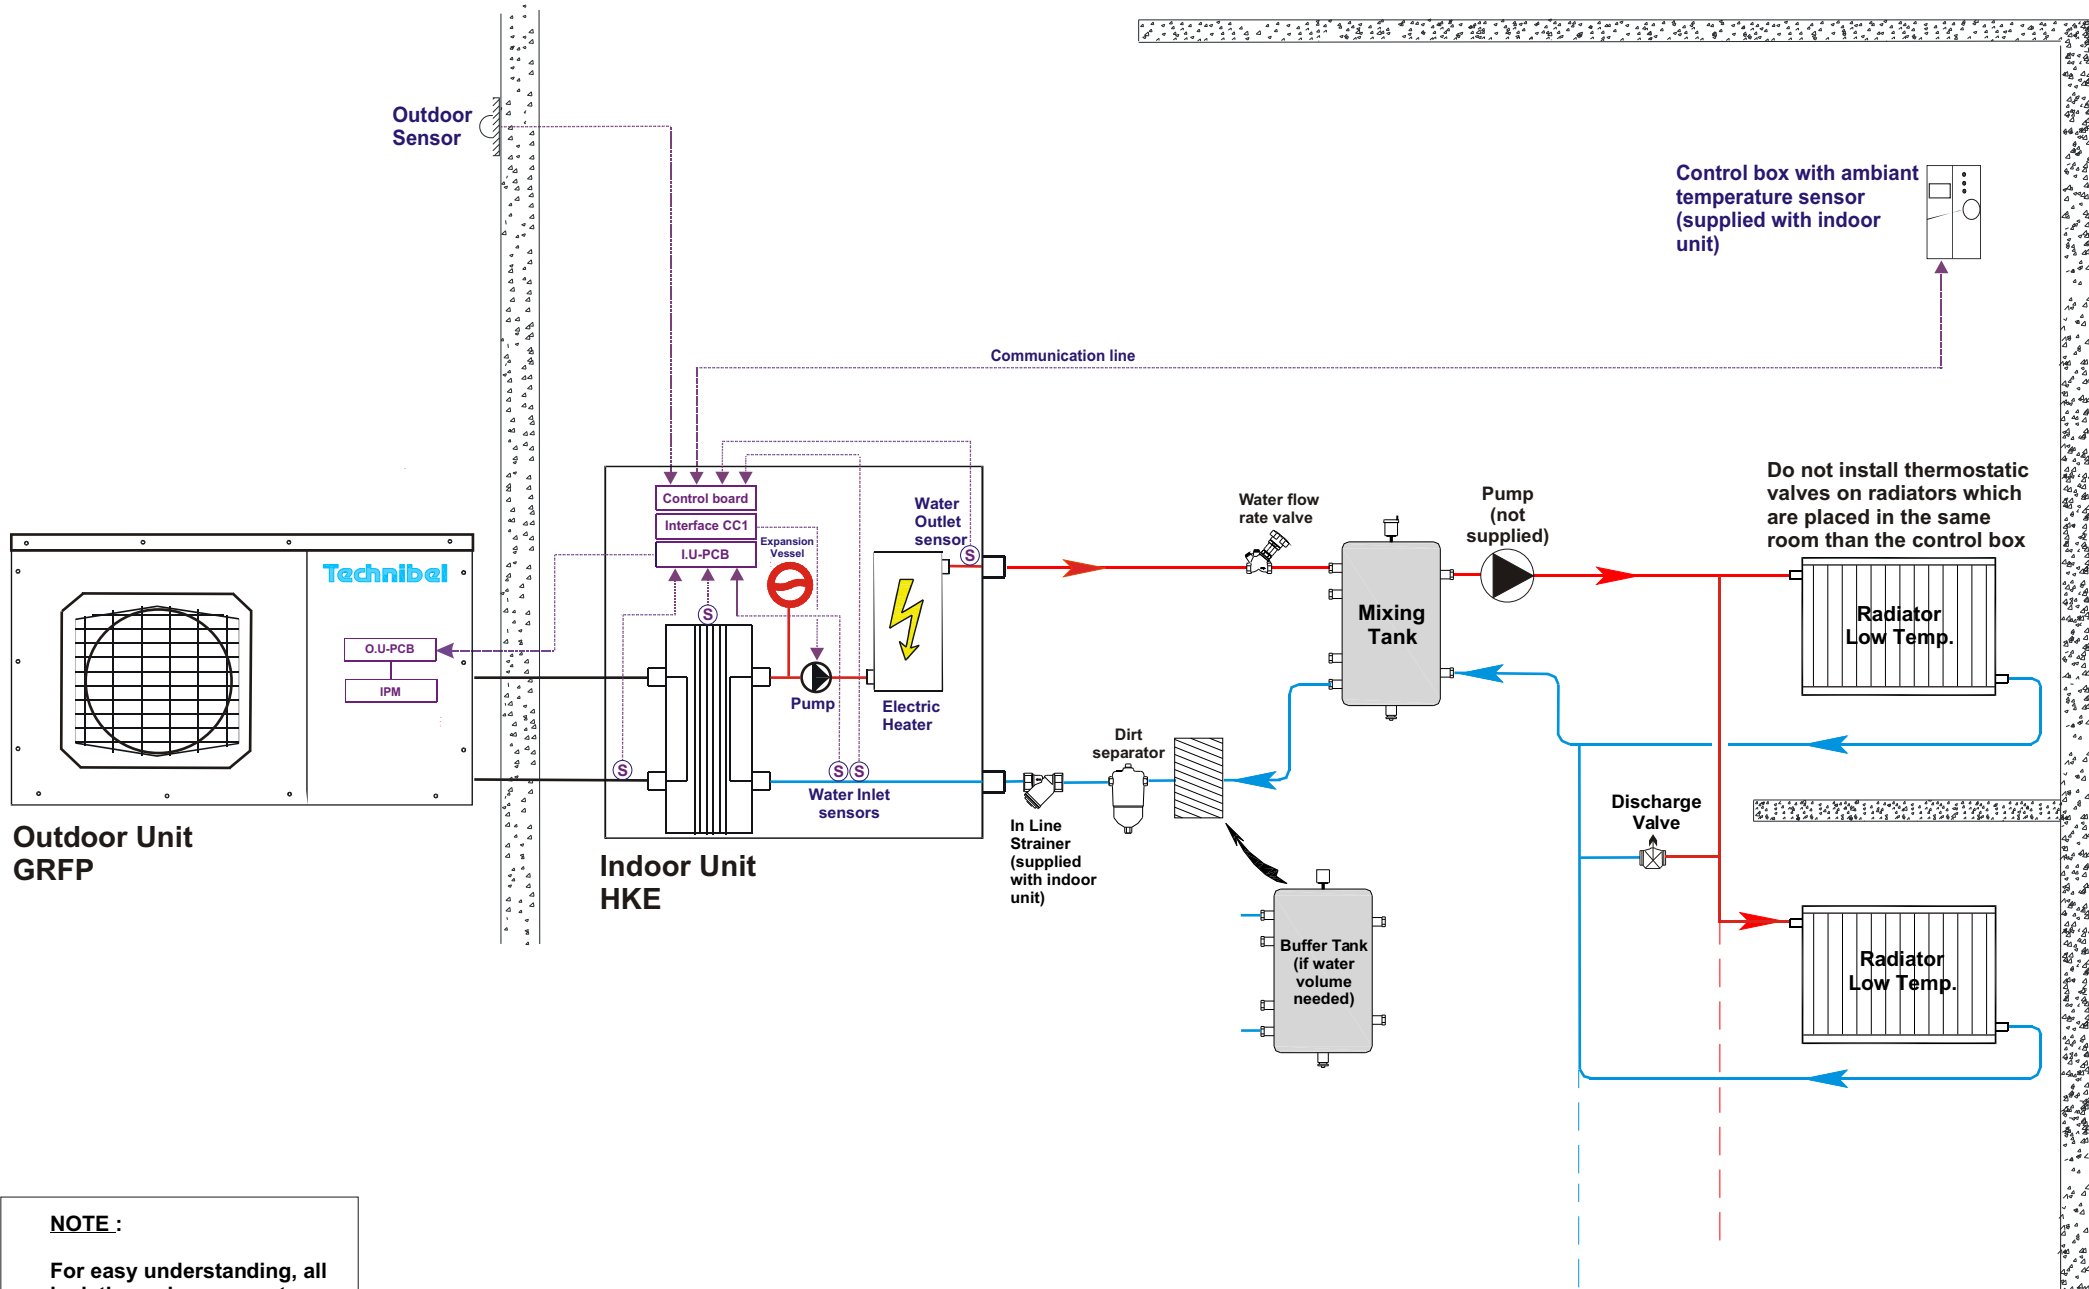 Outdoor
Sensor
Control box with ambiant
temperature sensor
(supplied with indoor
unit)
Communication line
Control board
Interface CC1
I.U-PCB
Expansion
Vessel
Water
Outlet
sensor
S
S
S
S
S
Pump
Electric
Heater
Water Inlet
sensors
Technibel
O.U-PCB
IPM
Outdoor Unit
GRFP
Indoor Unit
HKE
Water flow
rate valve
Mixing
Tank
Pump
(not
supplied)
Do not install thermostatic
valves on radiators which
are placed in the same
room than the control box
Radiator
Low Temp.
Dirt
separator
In Line
Strainer
(supplied
with indoor
unit)
Discharge
Valve
Buffer Tank
(if water
volume
needed)
Radiator
Low Temp.
NOTE :
For easy understanding, all